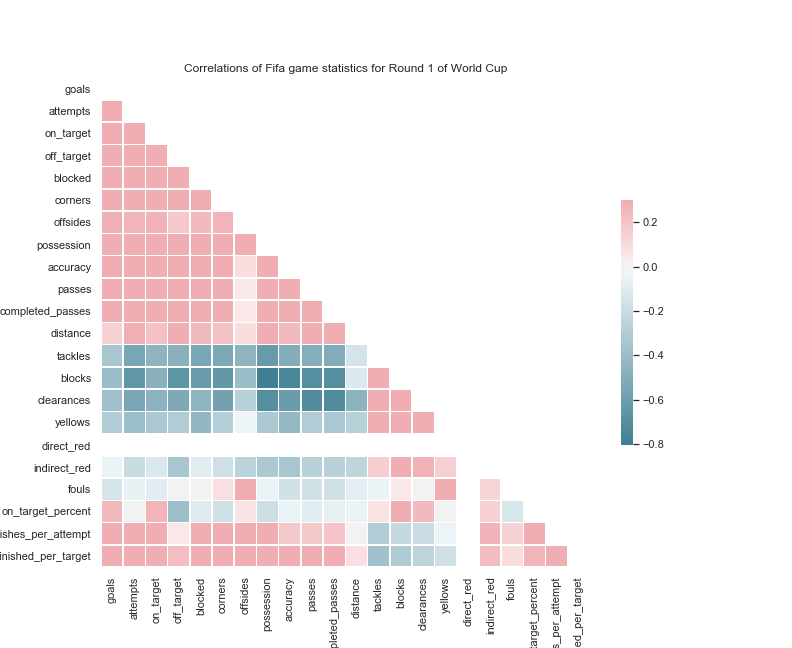 Correlations of Fifa game statistics for Round 1 of World Cup
goals
attempts
on_target
off_target
blocked
corners
offsides
possession
accuracy
passes
completed_passes
distance
tackles
blocks
clearances
yellows
direct_red
indirect_red
fouls
on_target_percent
ishes_per_attempt
inished_per_target
0.2
0.0
−0.2
−0.4
−0.6
−0.8
goals
attempts
on_target
off_target
blocked
corners
offsides
possession
accuracy
passes
pleted_passes
distance
tackles
blocks
clearances
yellows
direct_red
indirect_red
fouls
target_percent
s_per_attempt
ed_per_target